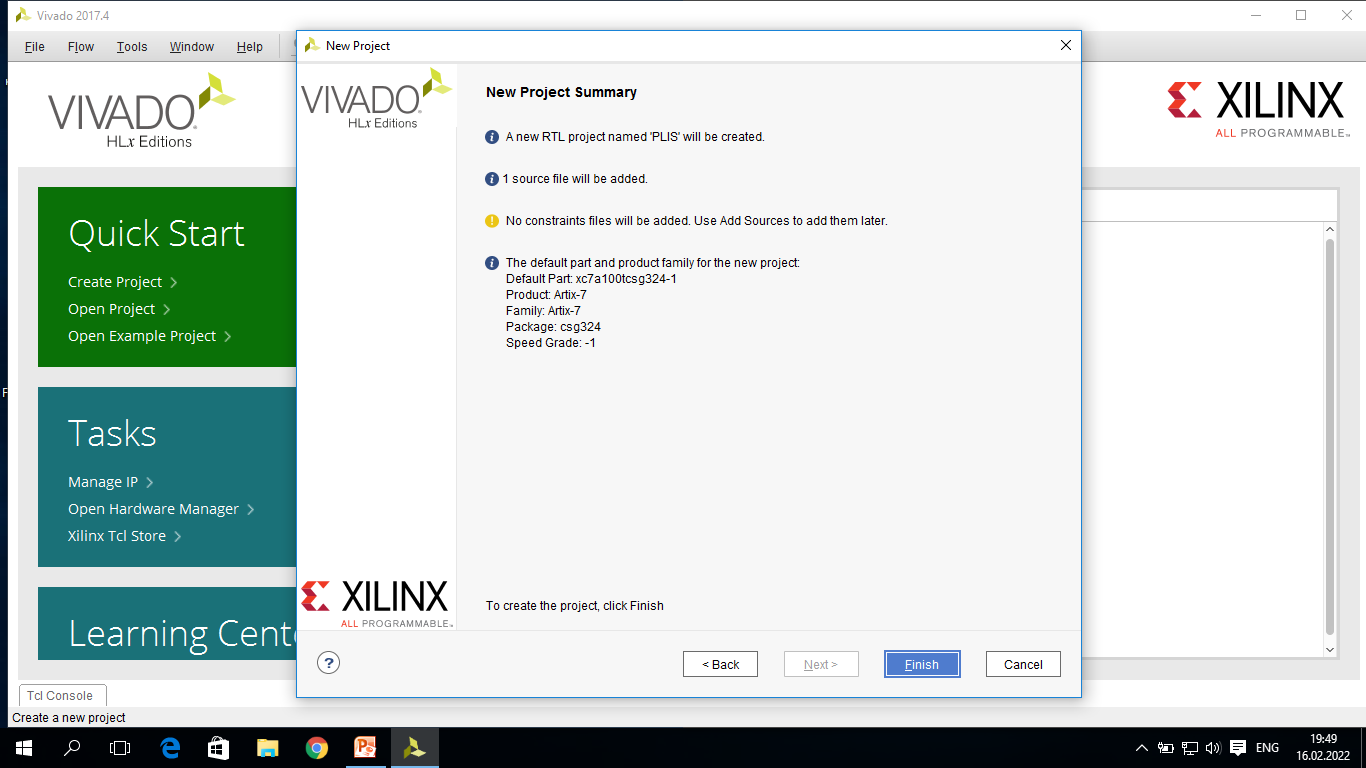 Vivado 2017.4
File Flow Tools Window Help
VIVADO.
HLx Editions
XILINX
ALL PROGRAMMABLE™
Quick Start
Create Project >
Open Project >
Open Example Project >
Tasks
Manage IP >
Open Hardware Manager >
Xilinx Tcl Store >
Learning Cent
Tcl Console
Create a new project
New Project
VIVADO.
HLx Editions
New Project Summary
A new RTL project named 'PLIS' will be created.
1 source file will be added.
No constraints files will be added. Use Add Sources to add them later.
The default part and product family for the new project:
Default Part: xc7a100tcsg324-1
Product: Artix-7
Family: Artix-7
Package: csg324
Speed Grade: -1
To create the project, click Finish
XILINX
ALL PROGRAMMABLE™
? < Back Next > Finish Cancel
ENG
19:49
16.02.2022